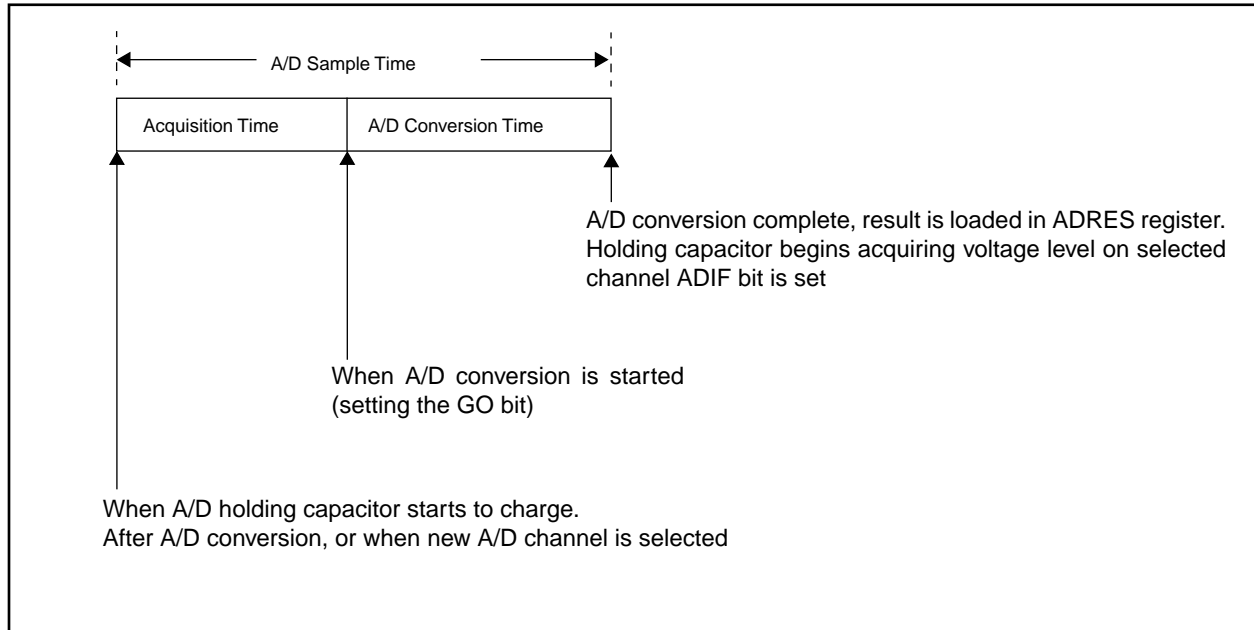 A/D Sample Time
Acquisition Time
A/D Conversion Time
A/D conversion complete, result is loaded in ADRES register.
Holding capacitor begins acquiring voltage level on selected
channel ADIF bit is set
When A/D conversion is started
(setting the GO bit)
When A/D holding capacitor starts to charge.
After A/D conversion, or when new A/D channel is selected